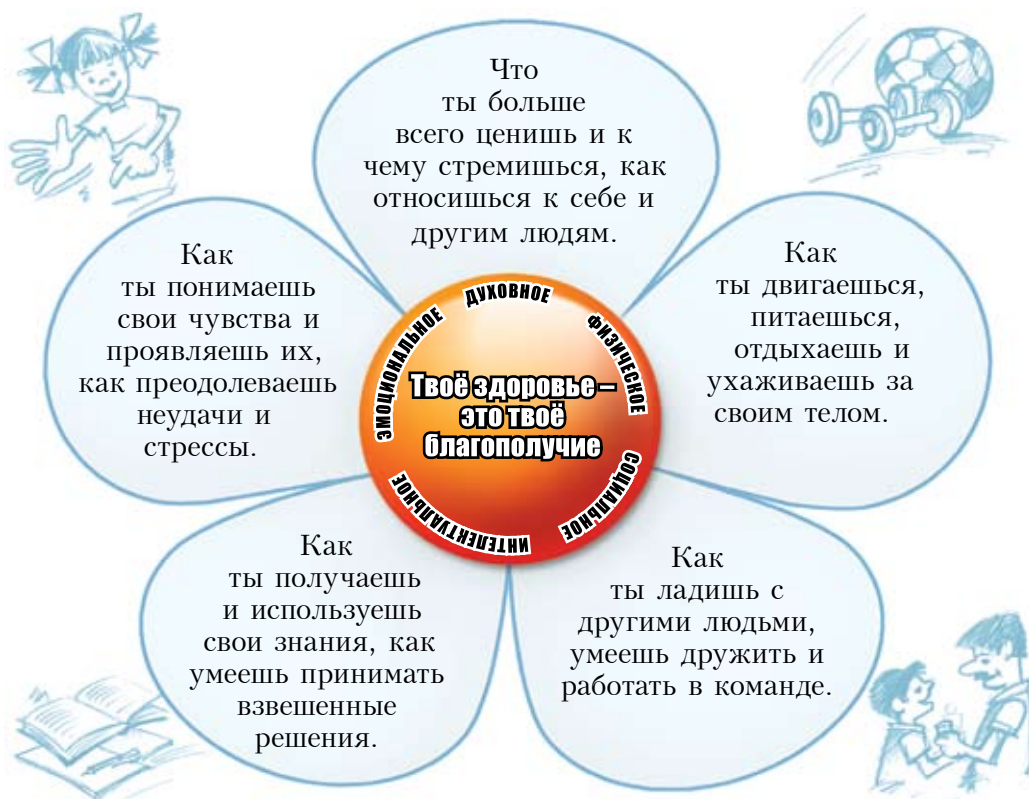 Что
ты больше
всего ценишь и к
чему стремишься, как
относишься к себе и
другим людям.
Как
ты понимаешь
свои чувства и
проявляешь их,
как преодолеваешь
неудачи и
стрессы.
Как
ты двигаешься,
питаешься,
отдыхаешь и
ухаживаешь за
своим телом.
ДУХОВНОЕ
ФИЗИЧЕСКОЕ
СОЦИАЛЬНОЕ
ИНТЕЛЕКТУАЛЬНОЕ
ЭМОЦИОНАЛЬНОЕ
Твоё здоровье –
это твоё
благополучие
Как
ты получаешь
и используешь
свои знания, как
умеешь принимать
взвешенные
решения.
Как
ты ладишь с
другими людьми,
умеешь дружить и
работать в команде.